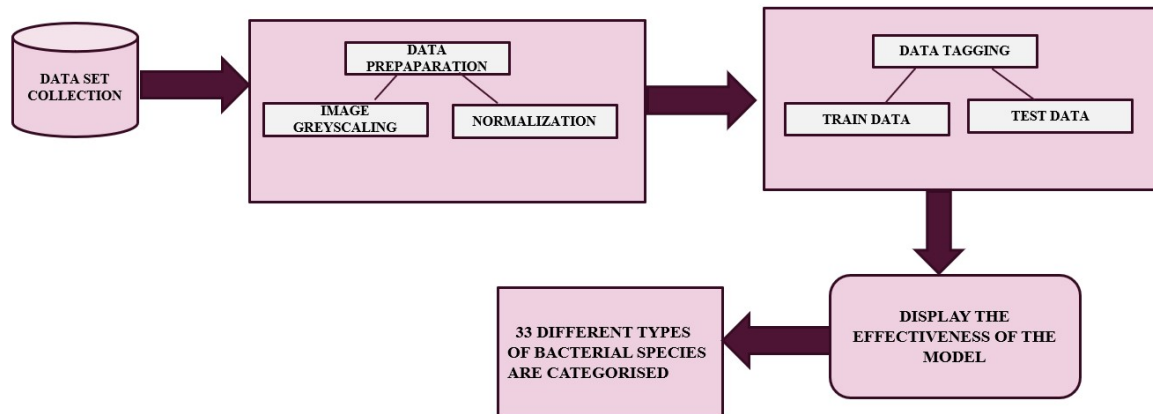 DATA SET
COLLECTION
DATA
PREPAPARATION
IMAGE
GREYSCALING
NORMALIZATION
DATA TAGGING
TRAIN DATA
TEST DATA
DISPLAY THE
EFFECTIVENESS OF THE
MODEL
33 DIFFERENT TYPES
OF BACTERIAL SPECIES
ARE CATEGORISED